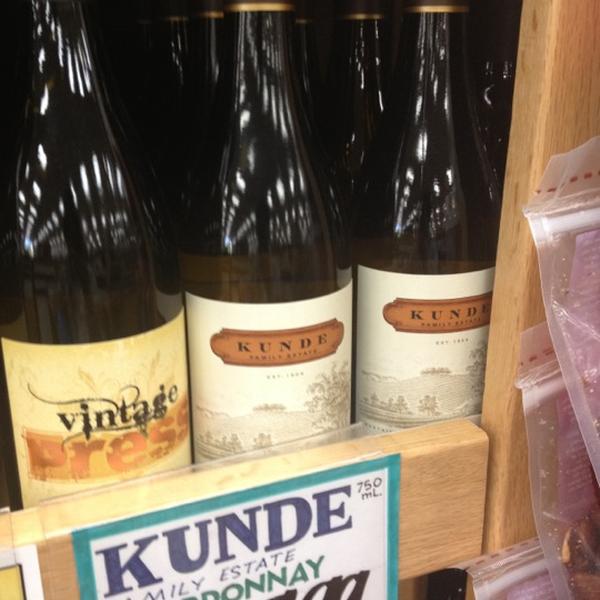 vintage
Press
KUNDE
FAMILY ESTATE
EST. 1904
KUNDE
FAMILY ESTATE
EST. 1904
KUNDE
750
mL.
FAMILY ESTATE